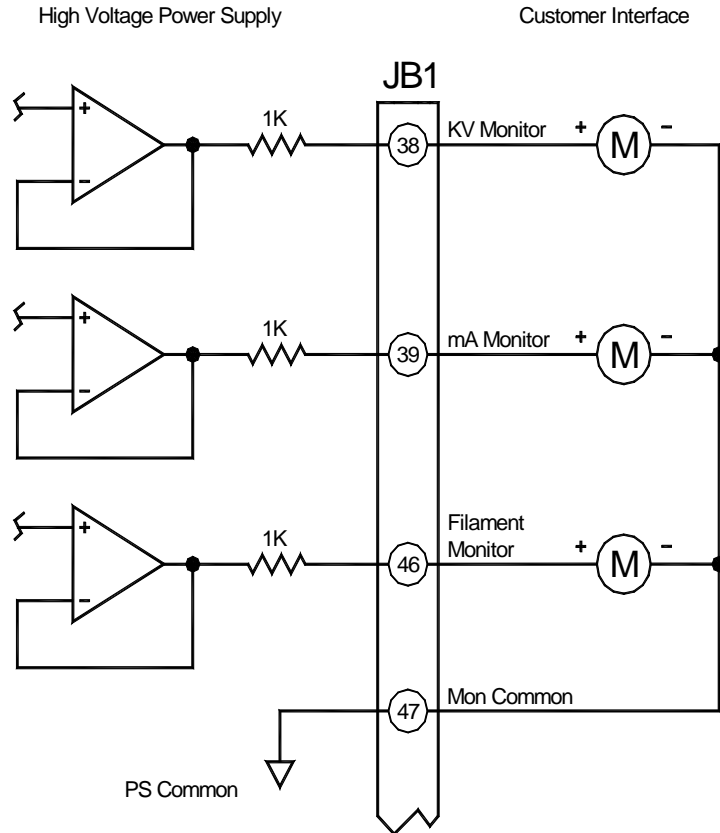 High Voltage Power Supply
Customer Interface
JB1
+
−
1K
38
KV Monitor
+
M
−
+
−
1K
39
mA Monitor
+
M
−
+
−
1K
46
Filament
Monitor
+
M
−
47
Mon Common
PS Common